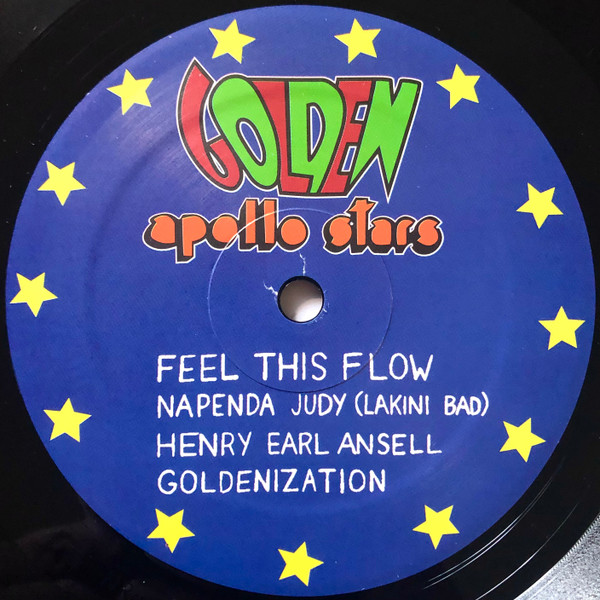 GOLDEN
apollo stars
FEEL THIS FLOW
NAPENDA JUDY (LAKINI BAD)
HENRY EARL ANSELL
GOLDENIZATION